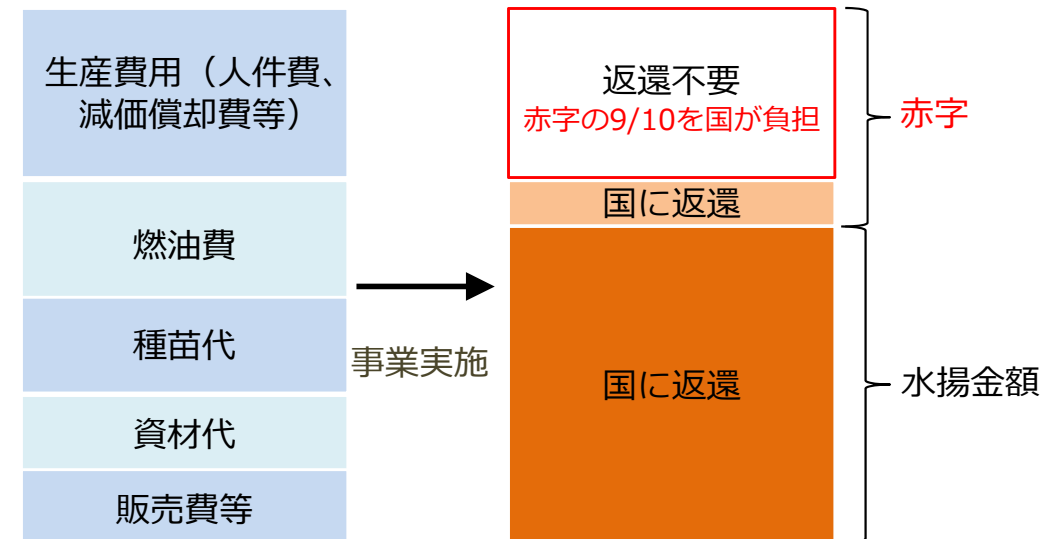 生産費用（人件費、
減価償却費等）
燃油費
種苗代
資材代
販売費等
事業実施
返還不要
赤字の9/10を国が負担
国に返還
国に返還
赤字
水揚金額